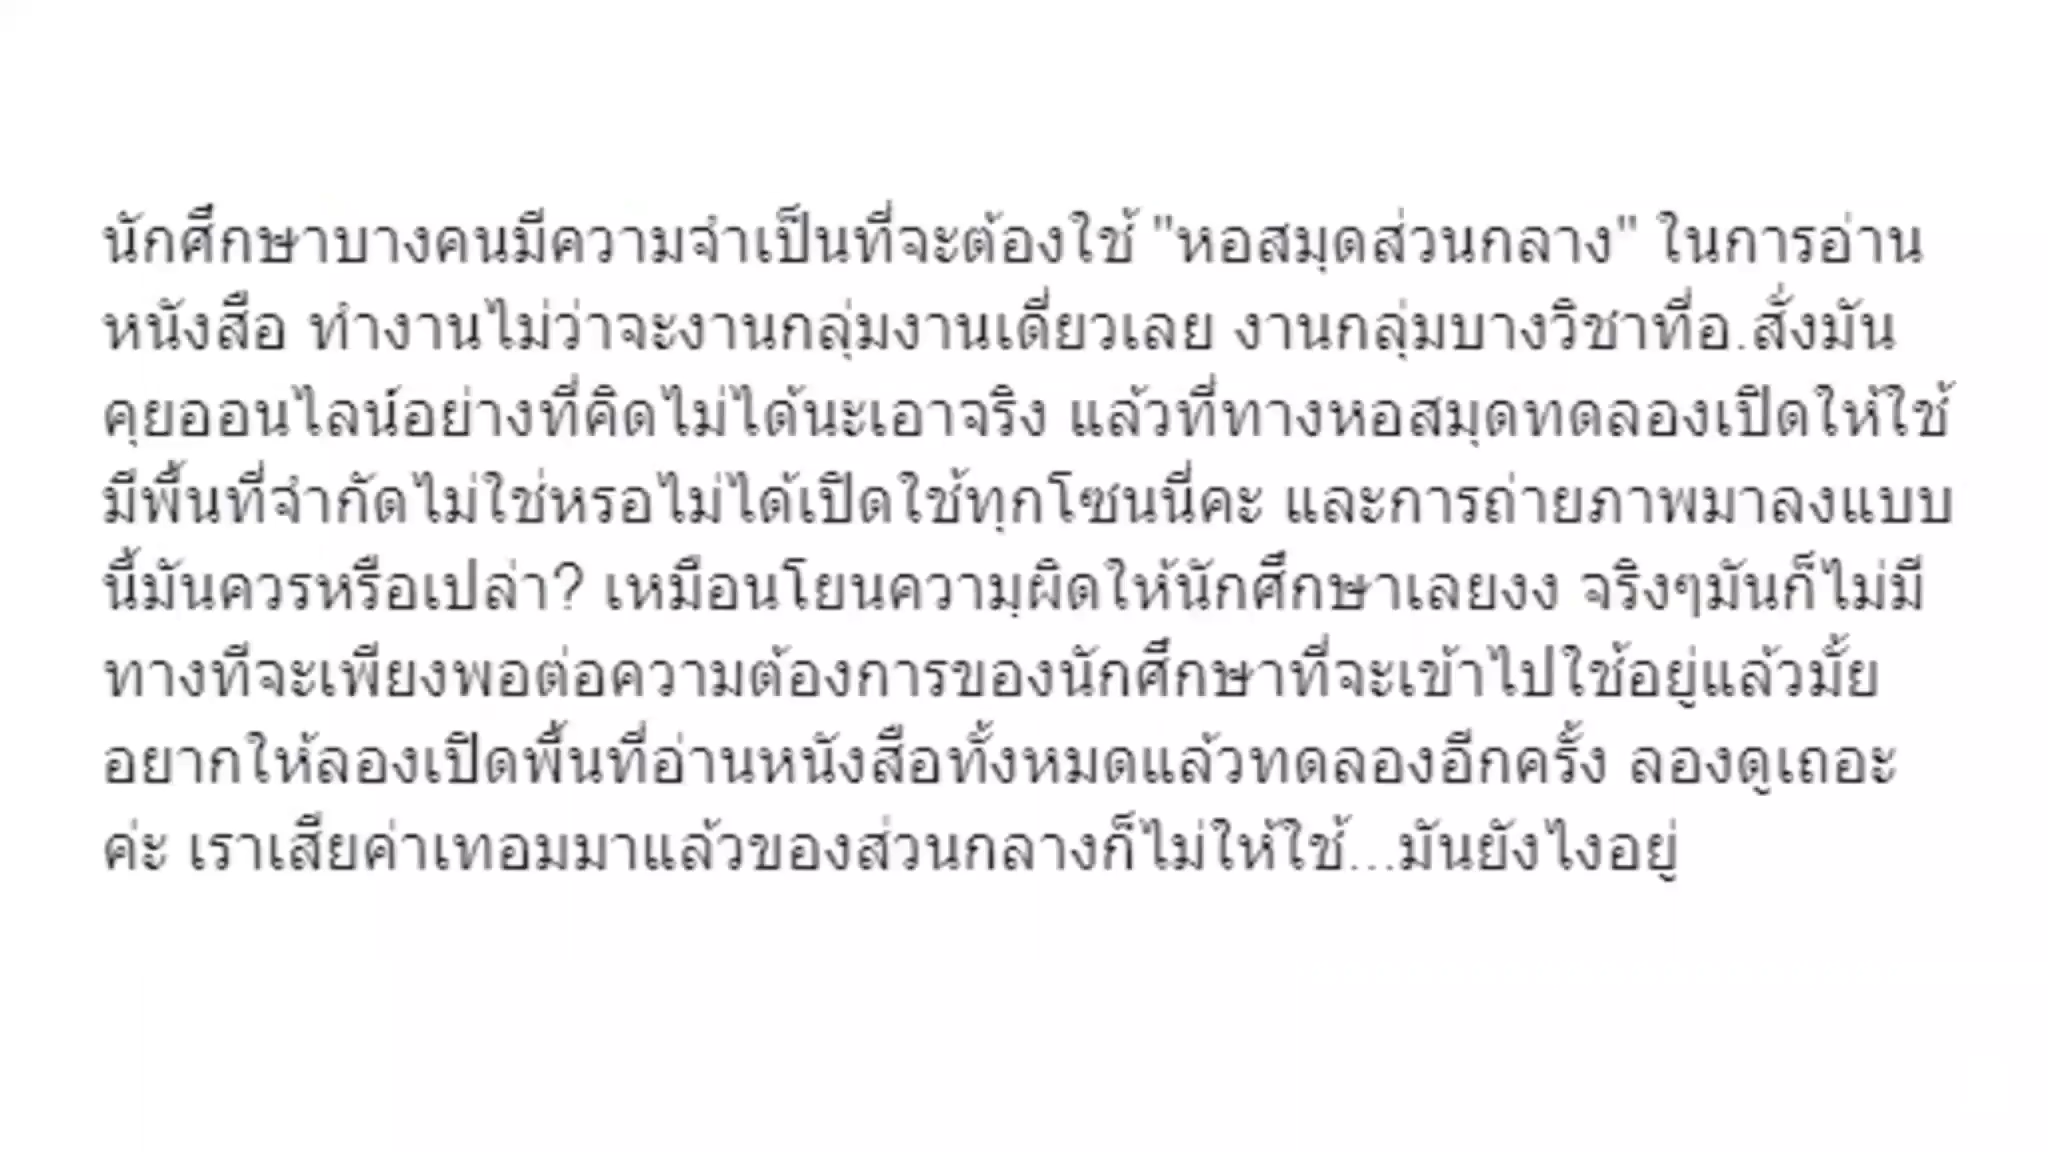 นักศึกษาบางคนมีความจำเป็นที่จะต้องใช้ "หอสมุดส่วนกลาง" ในการอ่าน
หนังสือ ทำงานไม่ว่าจะงานกลุ่มงานเดี่ยวเลย งานกลุ่มบางวิชาที่อ.สั่งมัน
คุยออนไลน์อย่างที่คิดไม่ได้นะเอาจริง แล้วที่ทางหอสมุดทดลองเปิดให้ใช้
มีพื้นที่จำกัดไม่ใช่หรอไม่ได้เปิดใช้ทุกโซนนี่คะ และการถ่ายภาพมาลงแบบ
นี้มันควรหรือเปล่า? เหมือนโยนความผิดให้นักศึกษาเลยงง จริงๆมันก็ไม่มี
ทางที่จะเพียงพอต่อความต้องการของนักศึกษาที่จะเข้าไปใช้อยู่แล้วมั้ย
อยากให้ลองเปิดพื้นที่อ่านหนังสือทั้งหมดแล้วทดลองอีกครั้ง ลองดูเถอะ
ค่ะ เราเสียค่าเทอมมาแล้วของส่วนกลางก็ไม่ให้ใช้...มันยังไงอยู่